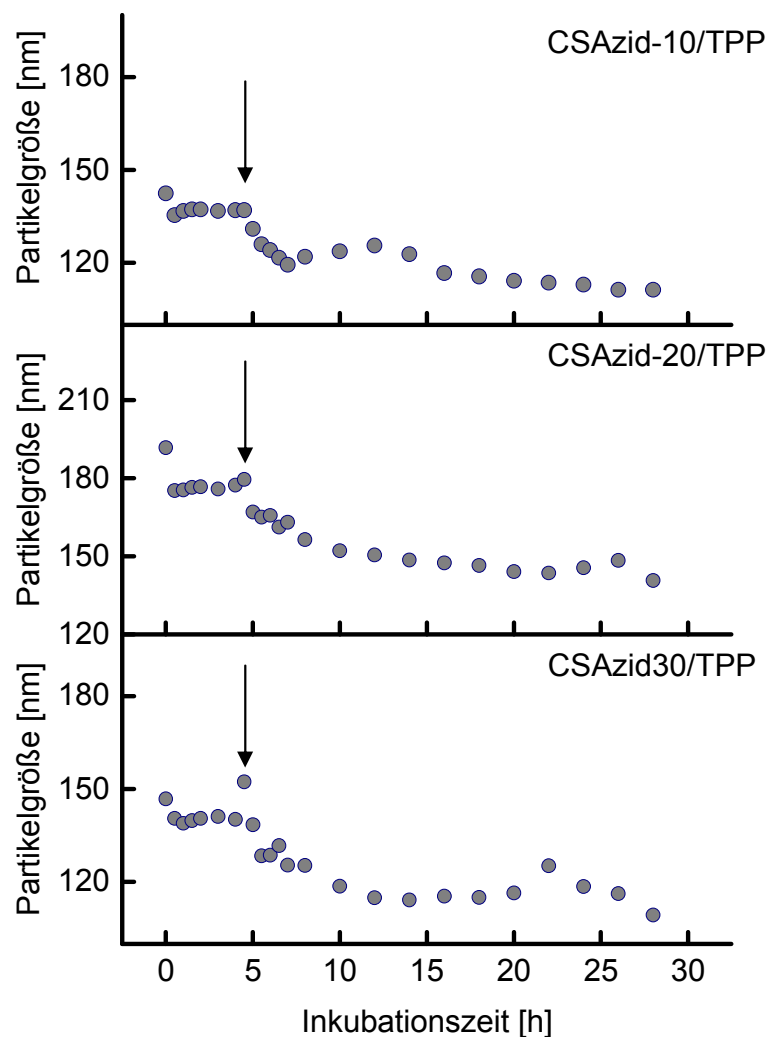 CSAzid-10/TPP
Partikelgröße [nm]
180
150
120
CSAzid-20/TPP
Partikelgröße [nm]
210
180
150
120
CSAzid30/TPP
Partikelgröße [nm]
180
150
120
0 5 10 15 20 25 30
Inkubationszeit [h]